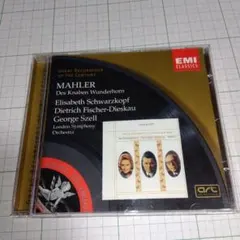 GREAT RECORDINGS
OF THE CENTURY
EMI
CLASSICS
MAHLER
Des Knaben Wunderhorn
Elisabeth Schwarzkopf
Dietrich Fischer-Dieskau
George Szell
London Symphony
Orchestra
art